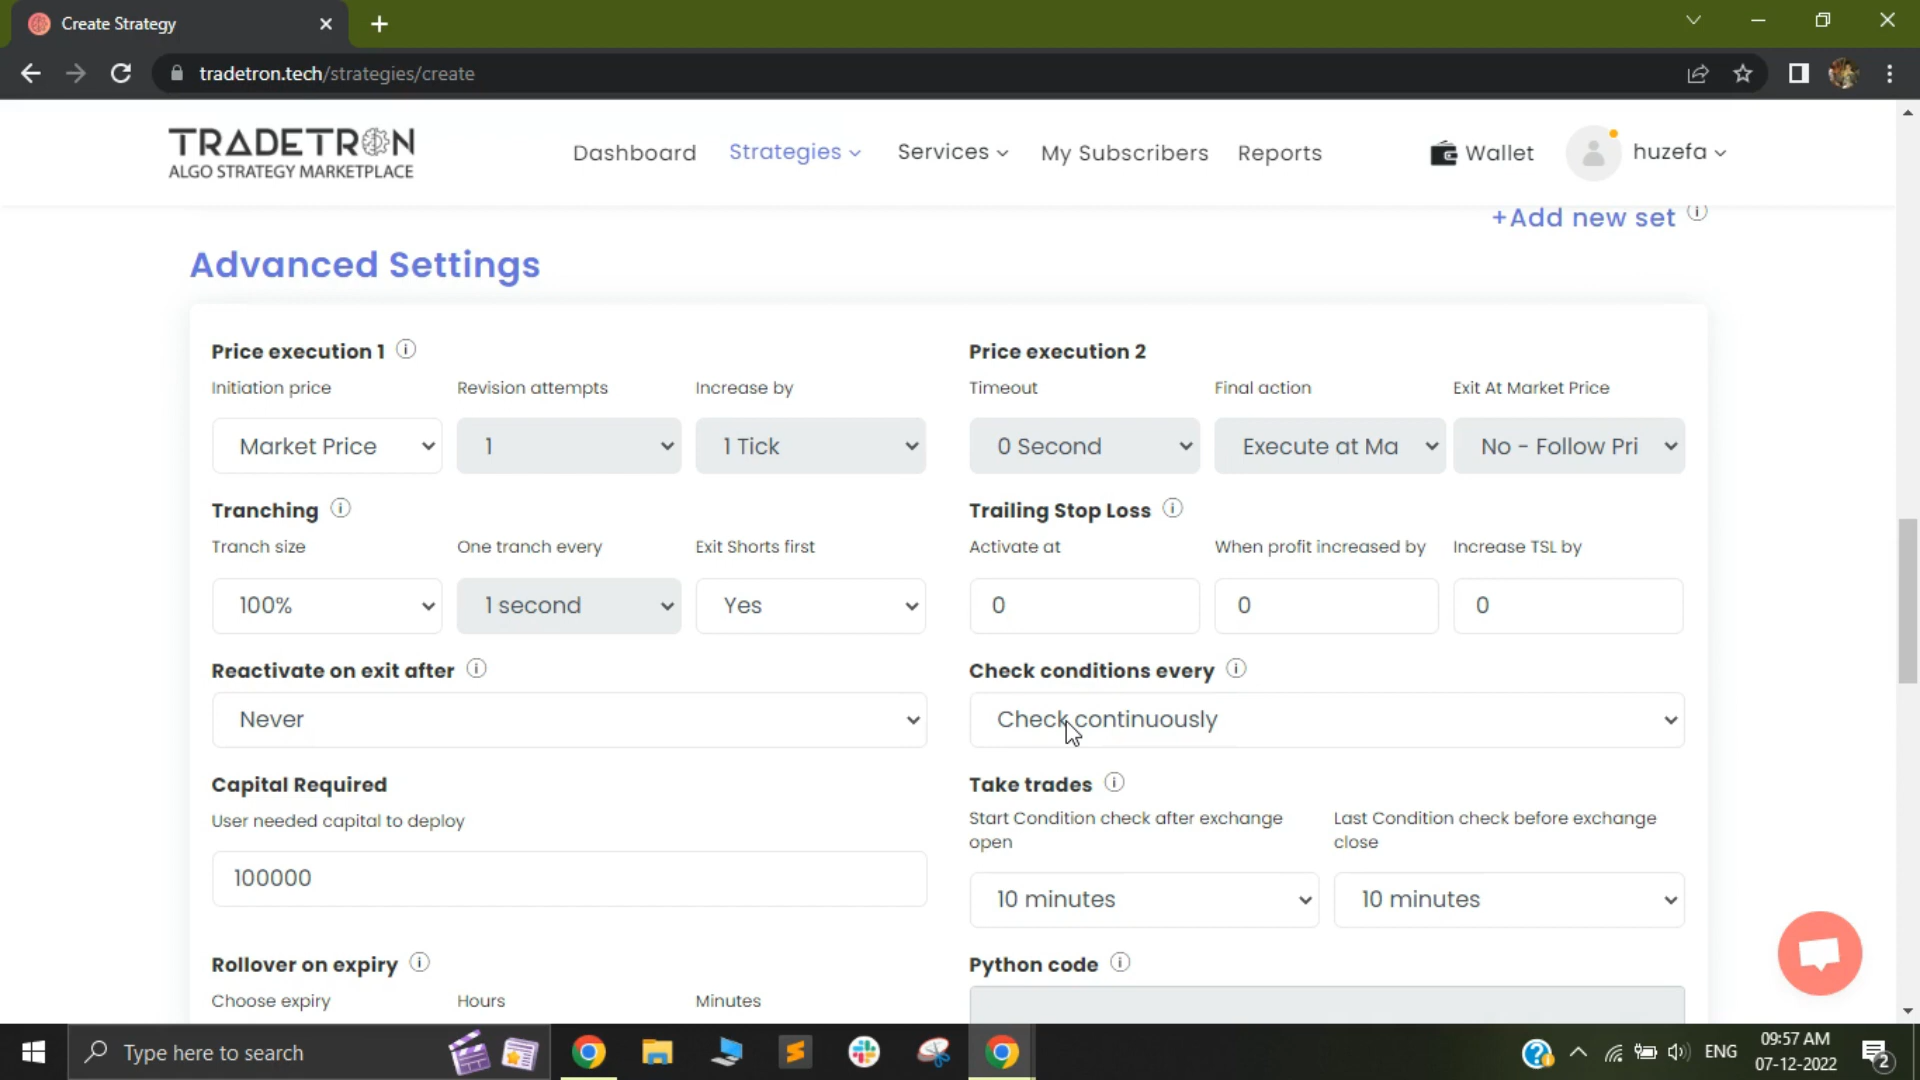 Create Strategy
tradetron.tech/strategies/create
TRADETRON
ALGO STRATEGY MARKETPLACE
Dashboard Strategies Services My Subscribers Reports Wallet huzefa
+Add new set
Advanced Settings
Price execution 1 Price execution 2
Initiation price Revision attempts Increase by Timeout Final action Exit At Market Price
Market Price 1 1 Tick 0 Second Execute at Ma No - Follow Pri
Tranching Trailing Stop Loss
Tranch size One tranch every Exit Shorts first Activate at When profit increased by Increase TSL by
100% 1 second Yes 0 0 0
Reactivate on exit after Check conditions every
Never Check continuously
Capital Required Take trades
User needed capital to deploy Start Condition check after exchange open Last Condition check before exchange close
100000 10 minutes 10 minutes
Rollover on expiry Python code
Choose expiry Hours Minutes
Type here to search ENG 09:57 AM
07-12-2022 2